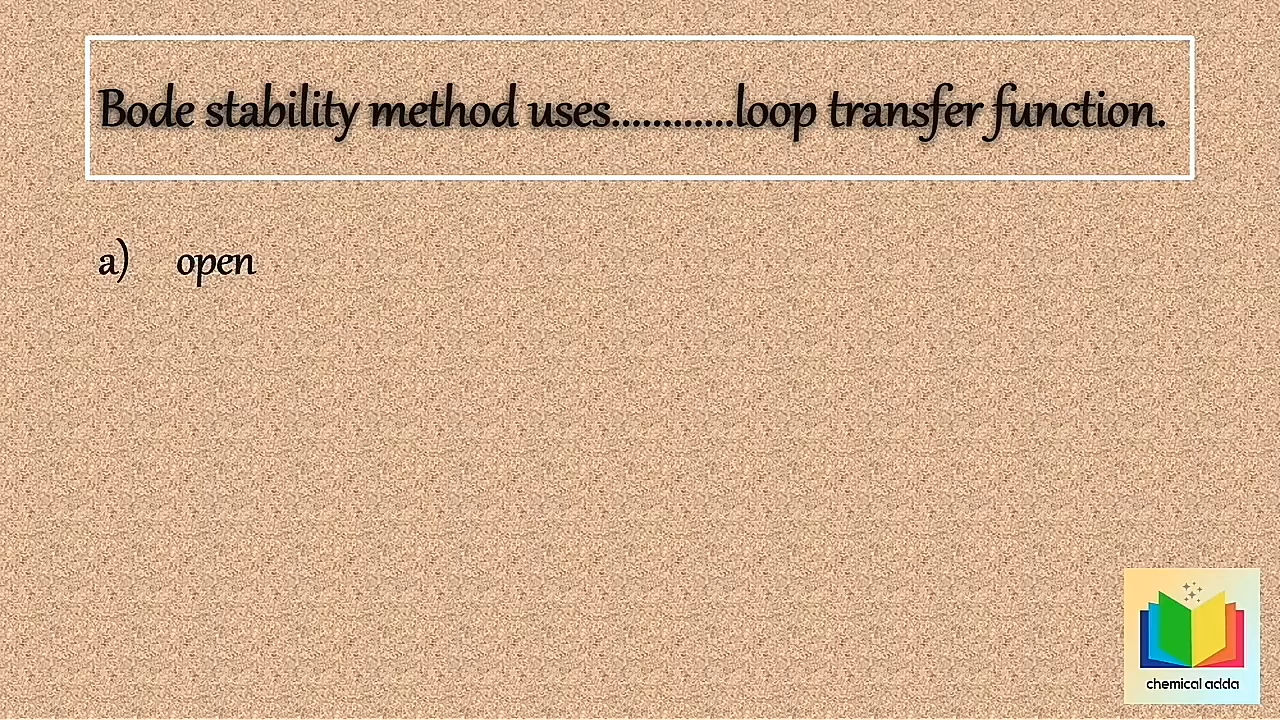 Bode stability method uses............loop transfer function.
a) open
chemical adda